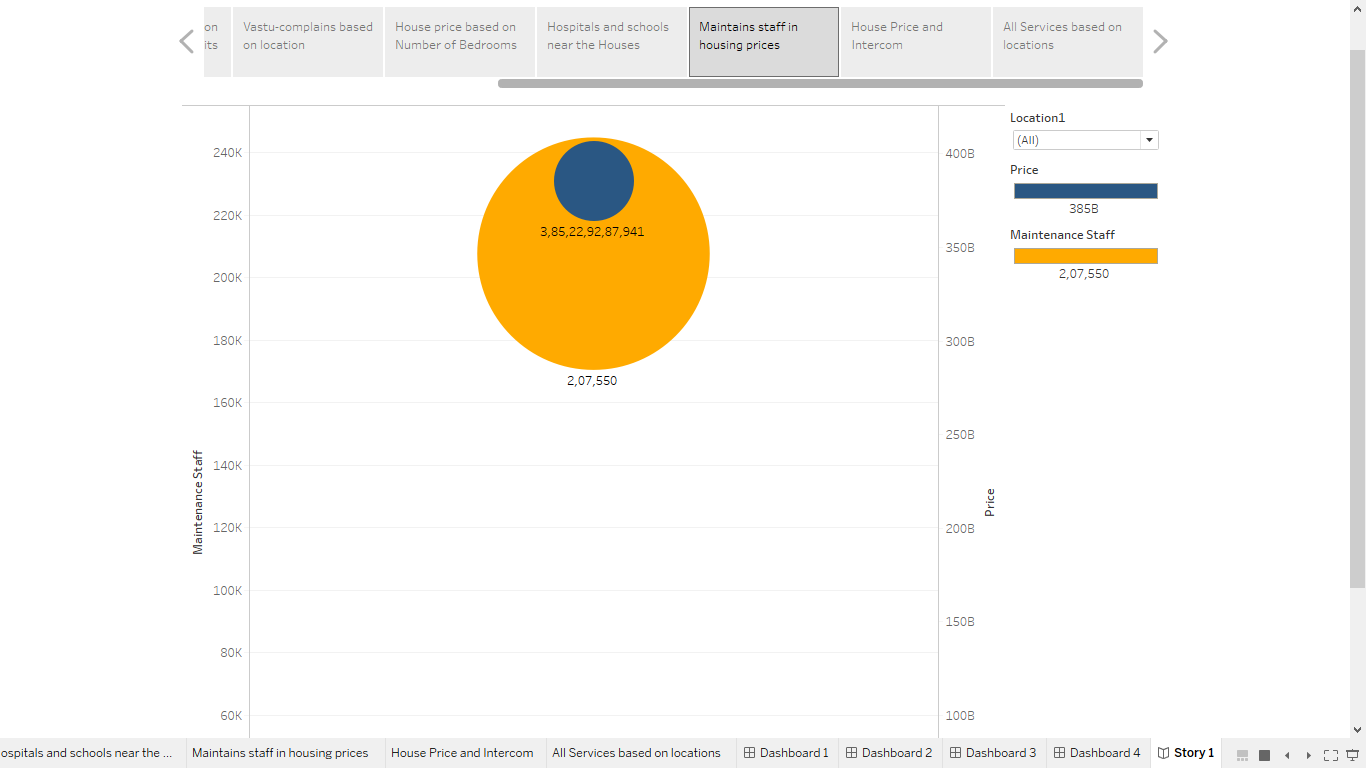 on
its
Vastu-complains based
on location
House price based on
Number of Bedrooms
Hospitals and schools
near the Houses
Maintains staff in
housing prices
House Price and
Intercom
All Services based on
locations
Location1
(All)
Price
385B
Maintenance Staff
2,07,550
240K
220K
200K
180K
160K
140K
120K
100K
80K
60K
Maintenance Staff
3,85,22,92,87,941
2,07,550
400B
350B
300B
250B
200B
150B
100B
Price
ospitals and schools near the ...
Maintains staff in housing prices
House Price and Intercom
All Services based on locations
Dashboard 1
Dashboard 2
Dashboard 3
Dashboard 4
Story 1